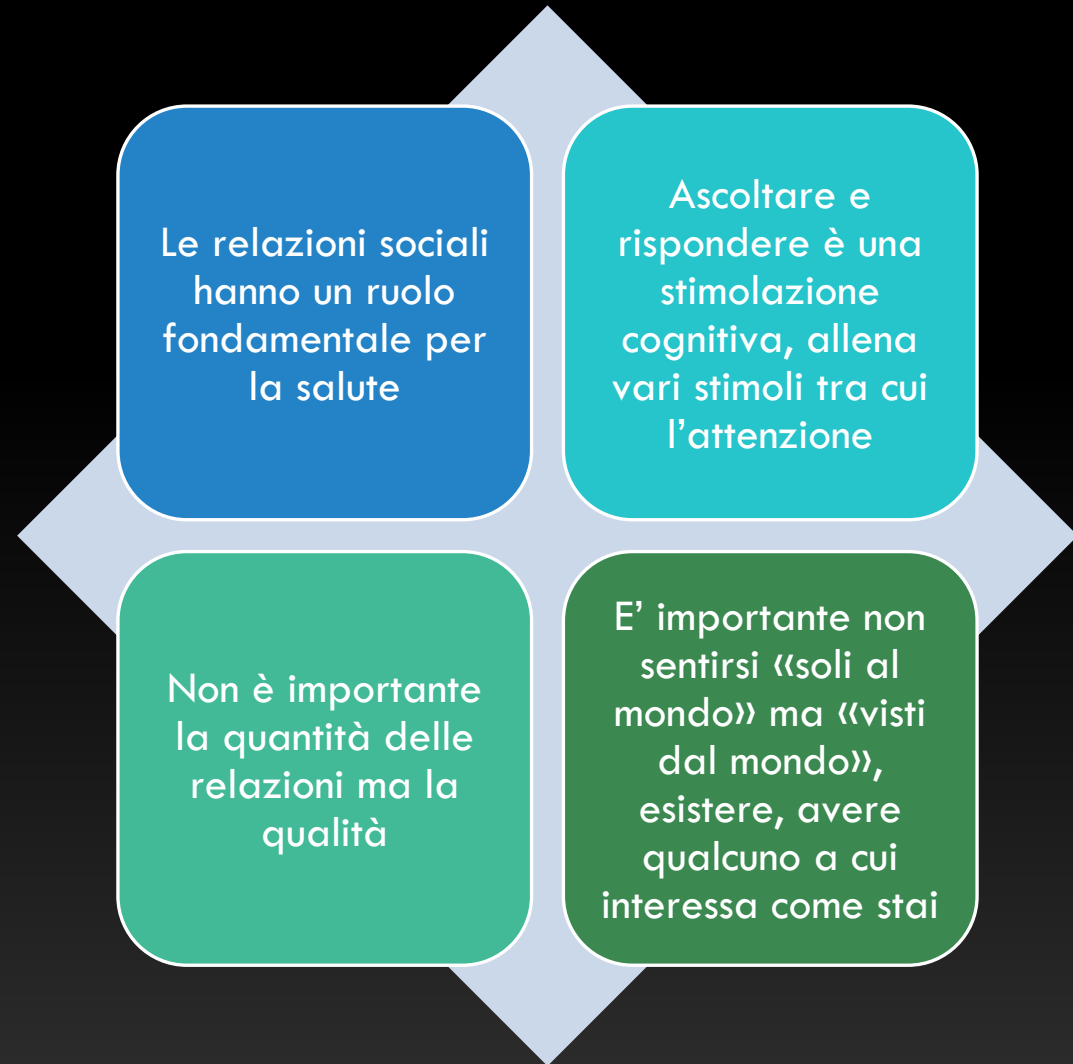 Le relazioni sociali
hanno un ruolo
fondamentale per
la salute
Ascoltare e
rispondere è una
stimolazione
cognitiva, allena
vari stimoli tra cui
l’attenzione
Non è importante
la quantità delle
relazioni ma la
qualità
E’ importante non
sentirsi «soli al
mondo» ma «visti
dal mondo»,
esistere, avere
qualcuno a cui
interessa come stai